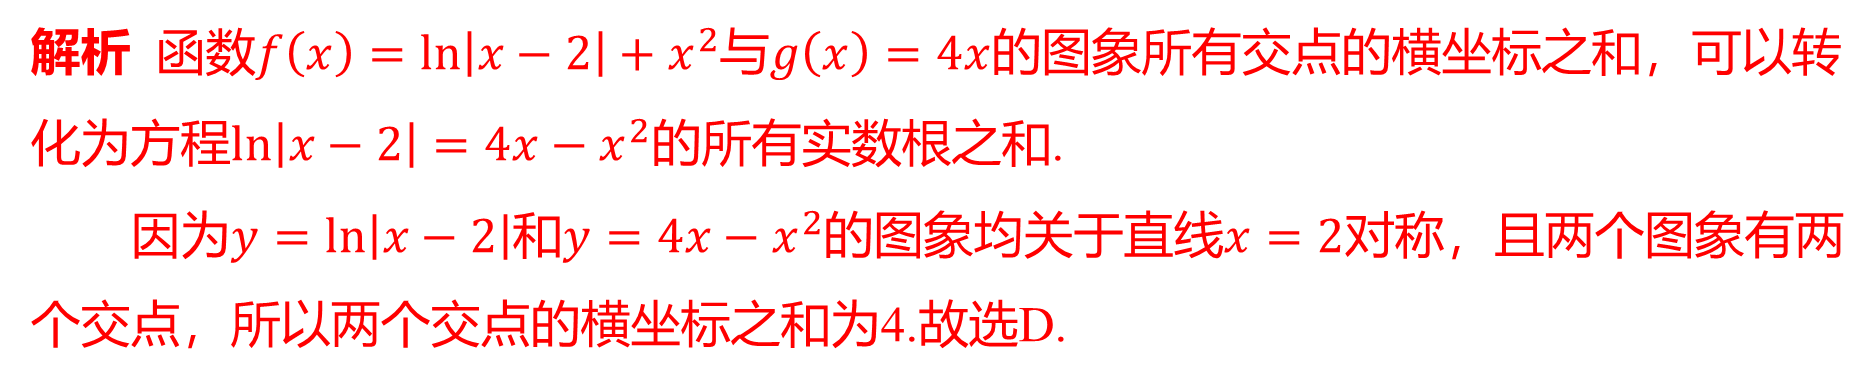 解析 函数f(x) = ln|x − 2| + x²与g(x) = 4x的图象所有交点的横坐标之和，可以转
化为方程ln|x − 2| = 4x − x²的所有实数根之和.
因为y = ln|x − 2|和y = 4x − x²的图象均关于直线x = 2对称，且两个图象有两
个交点，所以两个交点的横坐标之和为4.故选D.